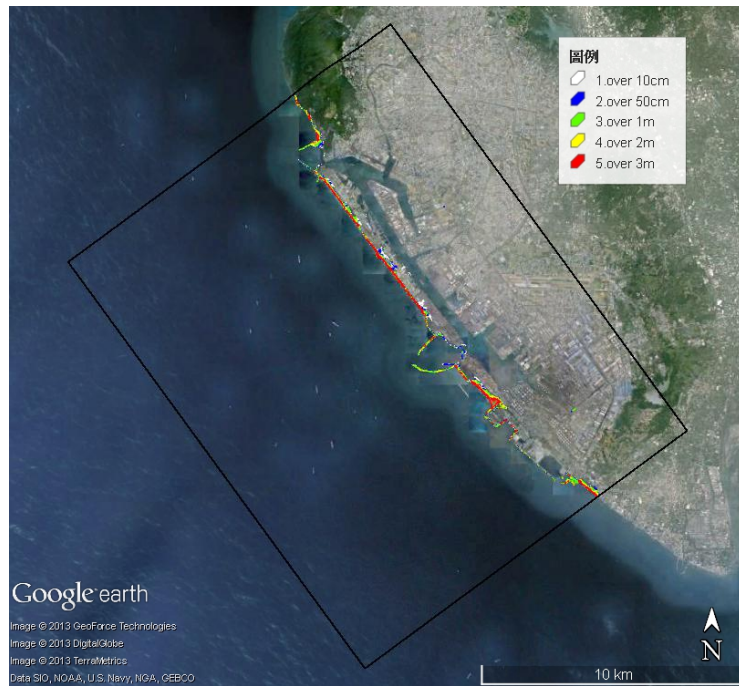 圖例
1.over 10cm
2.over 50cm
3.over 1m
4.over 2m
5.over 3m
Google earth
Image © 2013 GeoForce Technologies
Image © 2013 DigitalGlobe
Image © 2013 TerraMetrics
Data SIO, NOAA, U.S. Navy, NGA, GEBCO
N
10 km